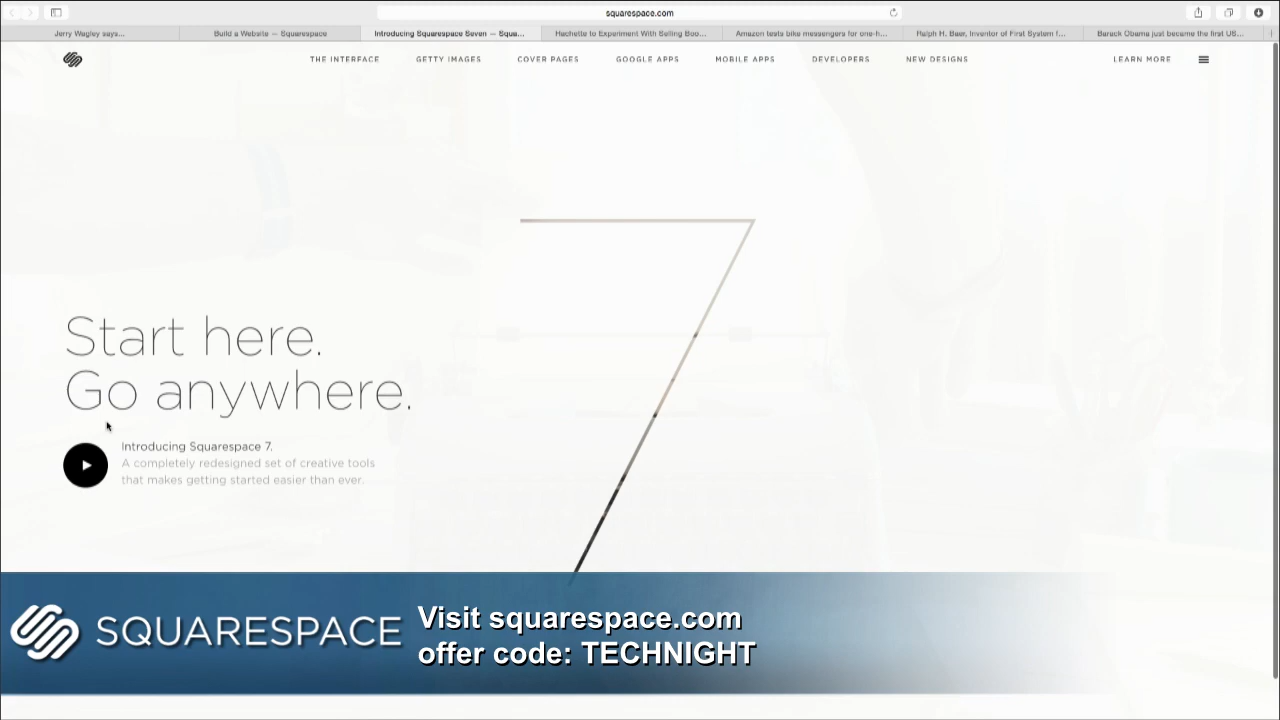 squarespace.com
Jerry Wagley says...
Build a Website — Squarespace
Introducing Squarespace Seven — Squa...
Hachette to Experiment With Selling Boo...
Amazon tests bike messengers for one-h...
Ralph H. Baer, Inventor of First System f...
Barack Obama just became the first US...
THE INTERFACE
GETTY IMAGES
COVER PAGES
GOOGLE APPS
MOBILE APPS
DEVELOPERS
NEW DESIGNS
LEARN MORE
7
Start here.
Go anywhere.
Introducing Squarespace 7.
A completely redesigned set of creative tools
that makes getting started easier than ever.
SQUARESPACE
Visit squarespace.com
offer code: TECHNIGHT